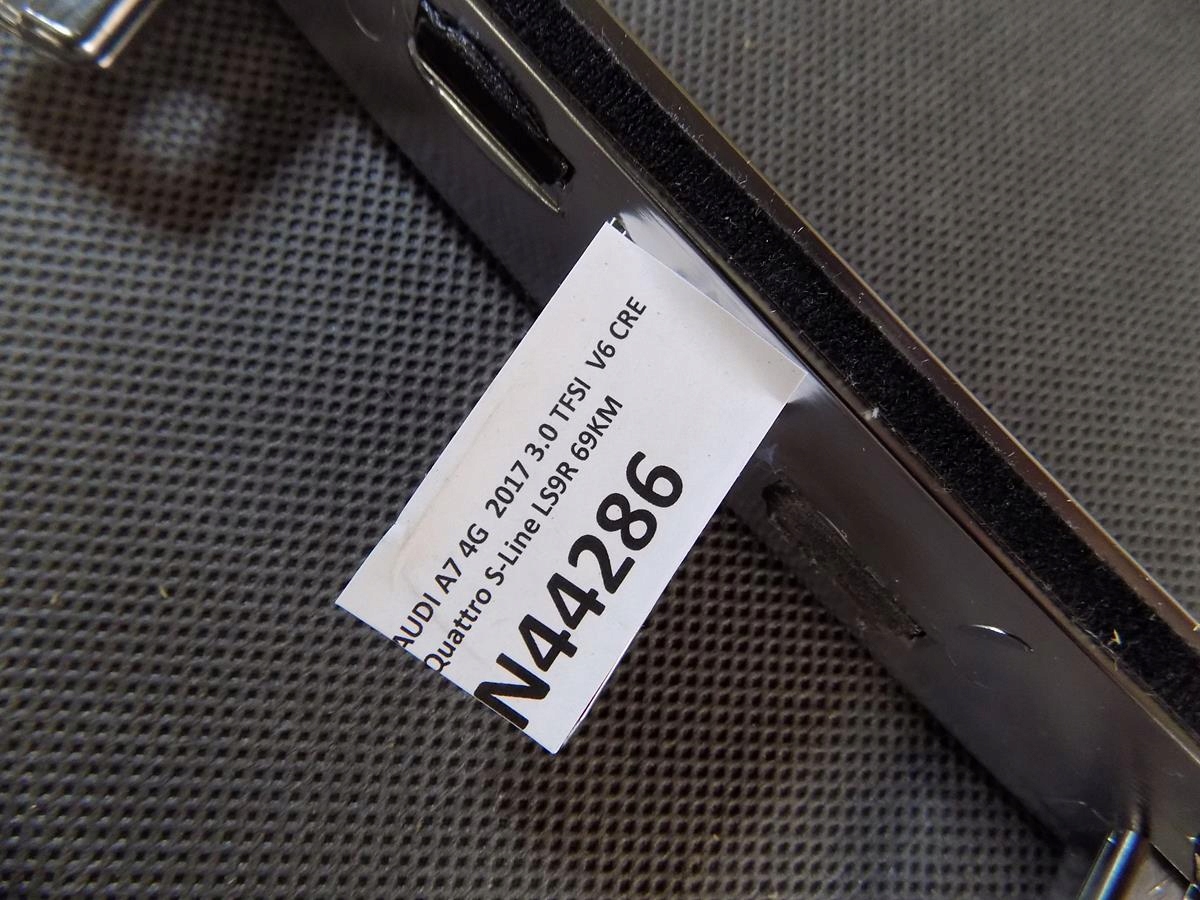 AUDI A7 4G 2017 3.0 TFSI V6 CRE
Quattro S-Line LS9R 69KM
N44286